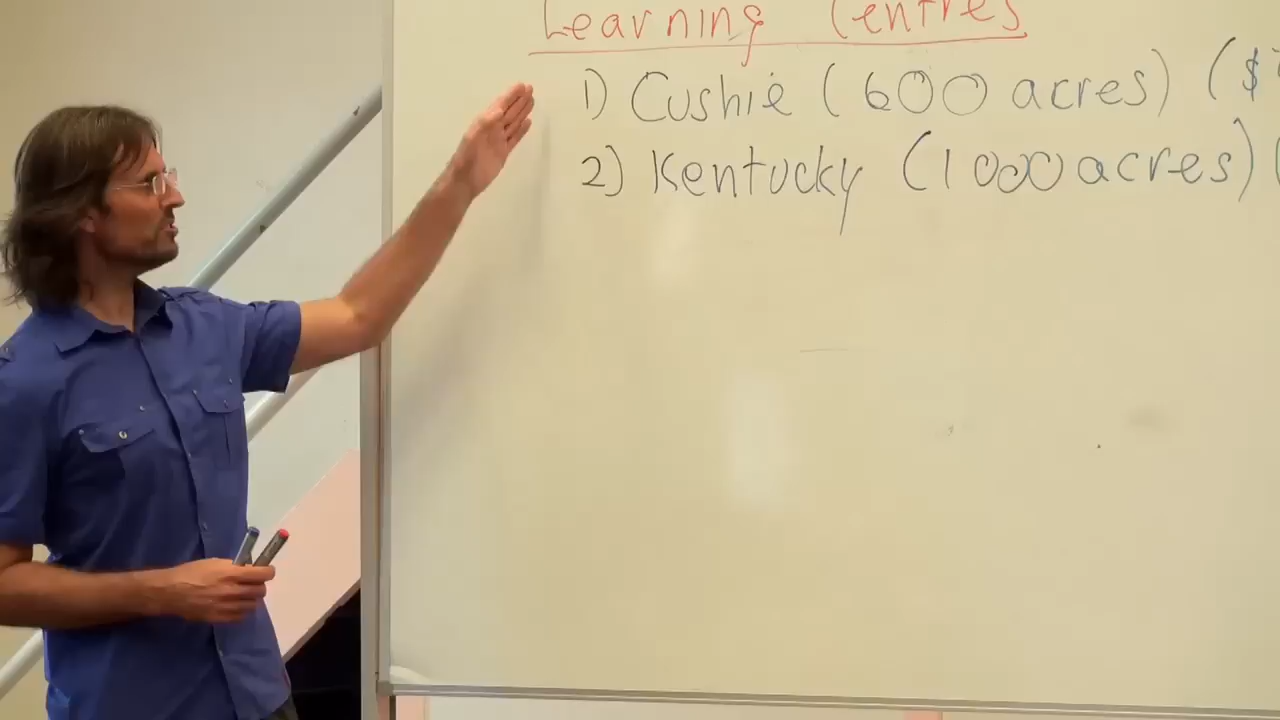 Learning Centres
1) Cushie (600 acres) ($
2) Kentucky (1000 acres) (